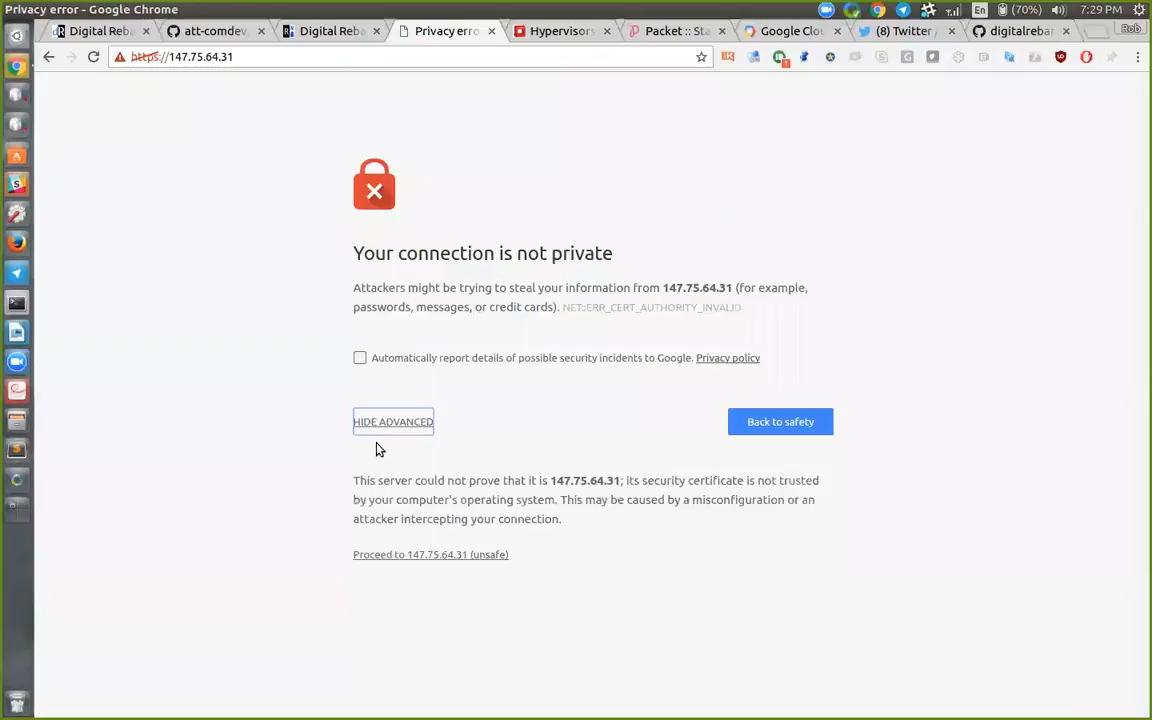 Privacy error - Google Chrome
En
(70%)
7:29 PM
Digital Reba
att-comdev
Digital Reba
Privacy erro
Hypervisor
Packet :: Sta
Google Clou
(8) Twitter
digitalrebar
Rob
https://147.75.64.31
Your connection is not private
Attackers might be trying to steal your information from 147.75.64.31 (for example,
passwords, messages, or credit cards). NET::ERR_CERT_AUTHORITY_INVALID
Automatically report details of possible security incidents to Google. Privacy policy
HIDE ADVANCED
Back to safety
This server could not prove that it is 147.75.64.31; its security certificate is not trusted
by your computer's operating system. This may be caused by a misconfiguration or an
attacker intercepting your connection.
Proceed to 147.75.64.31 (unsafe)